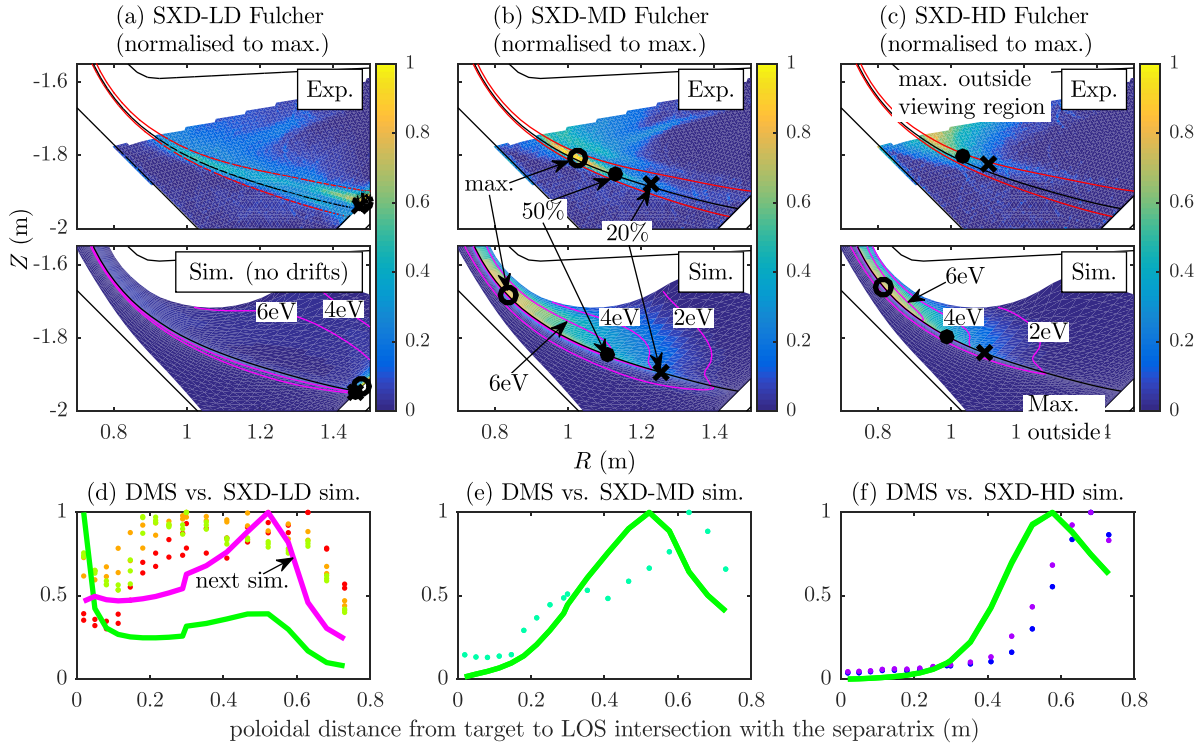 (a) SXD-LD Fulcher
(normalised to max.)
(b) SXD-MD Fulcher
(normalised to max.)
(c) SXD-HD Fulcher
(normalised to max.)
-1.6
-1.8
-2
Exp.
1
0.8
0.6
0.4
0.2
0
Exp.
max.
50%
20%
1
0.8
0.6
0.4
0.2
0
max. outside
viewing region
Exp.
1
0.8
0.6
0.4
0.2
0
Z (m)
-1.6
-1.8
-2
Sim. (no drifts)
6eV
4eV
0.8
1
1.2
1.4
Sim.
4eV
2eV
6eV
0.8
1
1.2
1.4
Sim.
6eV
4eV
2eV
Max.
outside
0.8
1
1
4
R (m)
(d) DMS vs. SXD-LD sim.
1
0.5
0
next sim.
0
0.2
0.4
0.6
0.8
(e) DMS vs. SXD-MD sim.
1
0.5
0
0
0.2
0.4
0.6
0.8
(f) DMS vs. SXD-HD sim.
1
0.5
0
0
0.2
0.4
0.6
0.8
poloidal distance from target to LOS intersection with the separatrix (m)